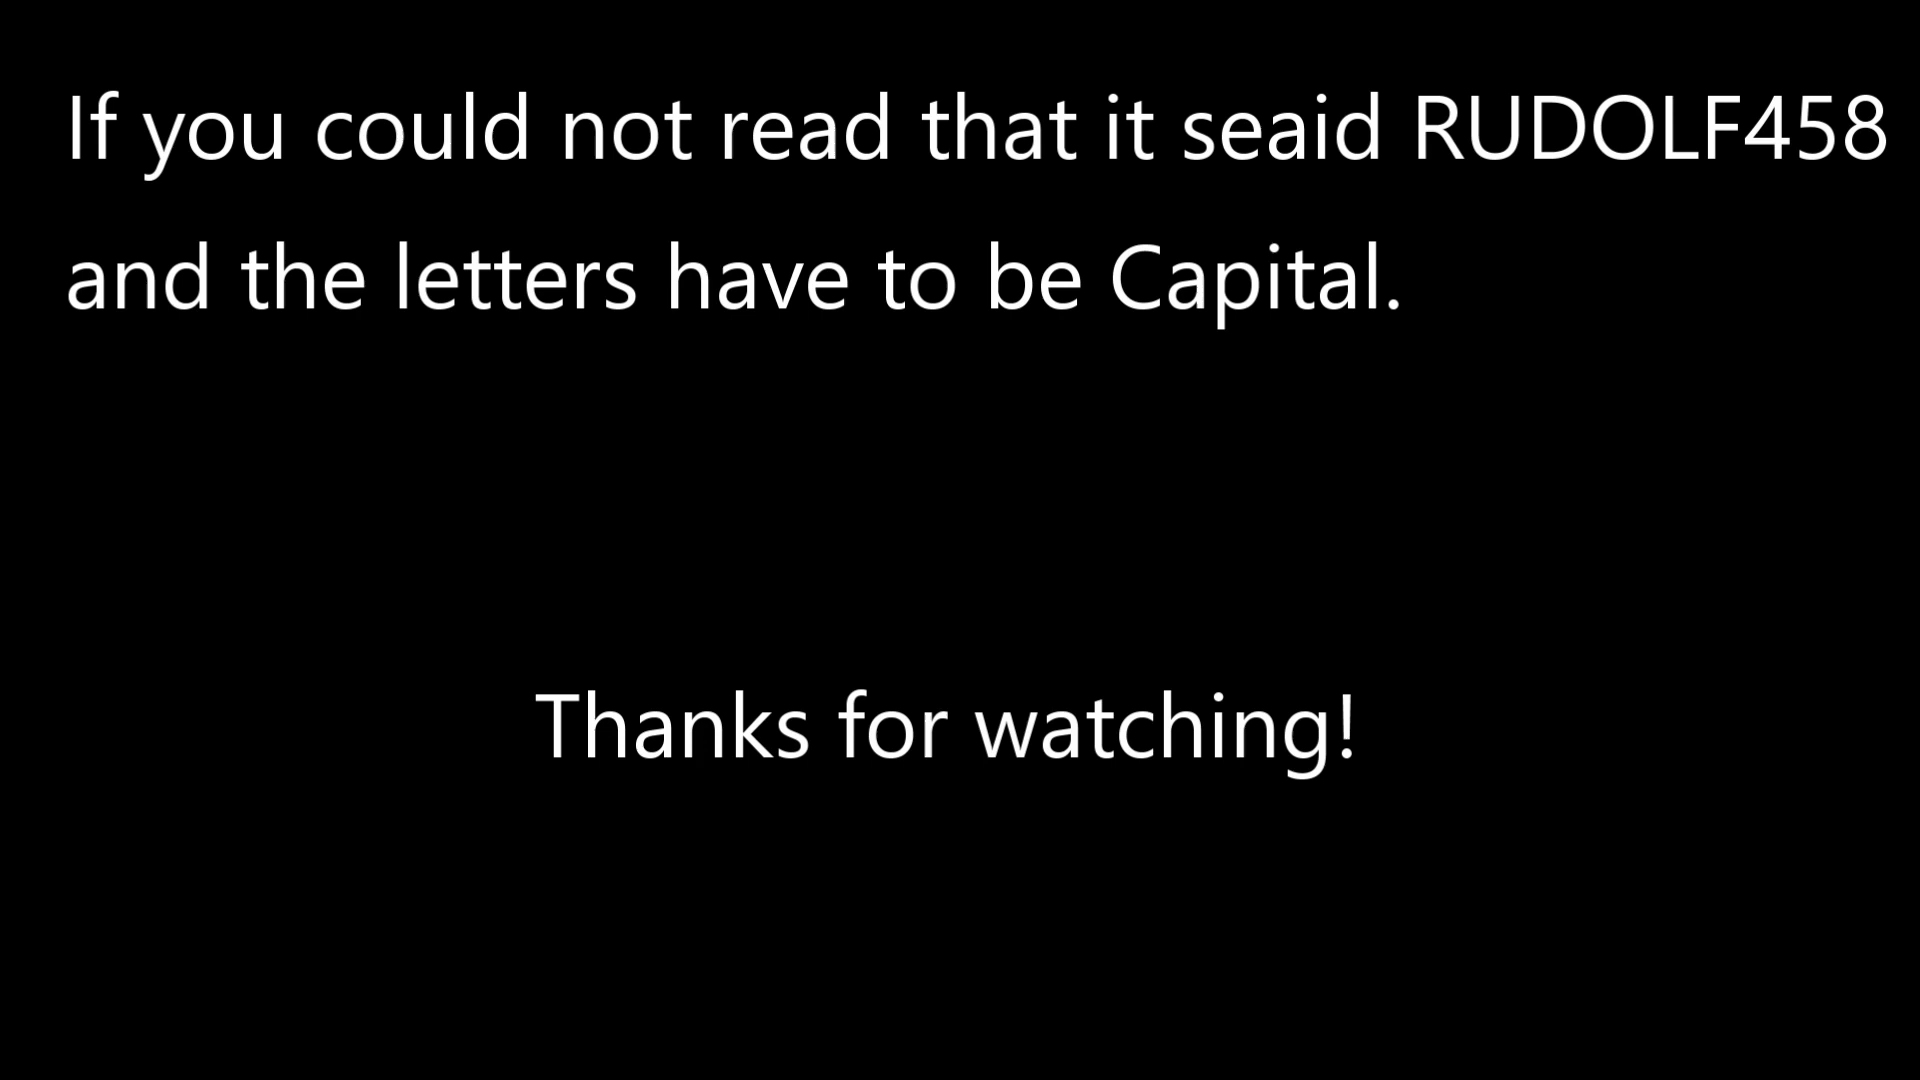 If you could not read that it seaid RUDOLF458
and the letters have to be Capital.
Thanks for watching!